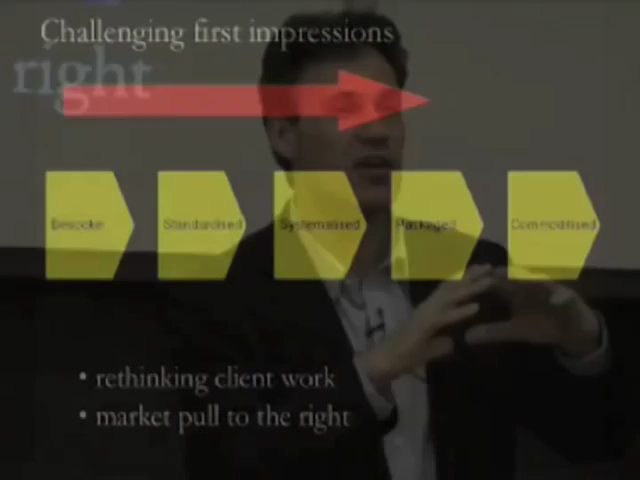 Challenging first impressions
right
Bespoke
Standardised
Systematised
Packaged
Commoditised
• rethinking client work
• market pull to the right